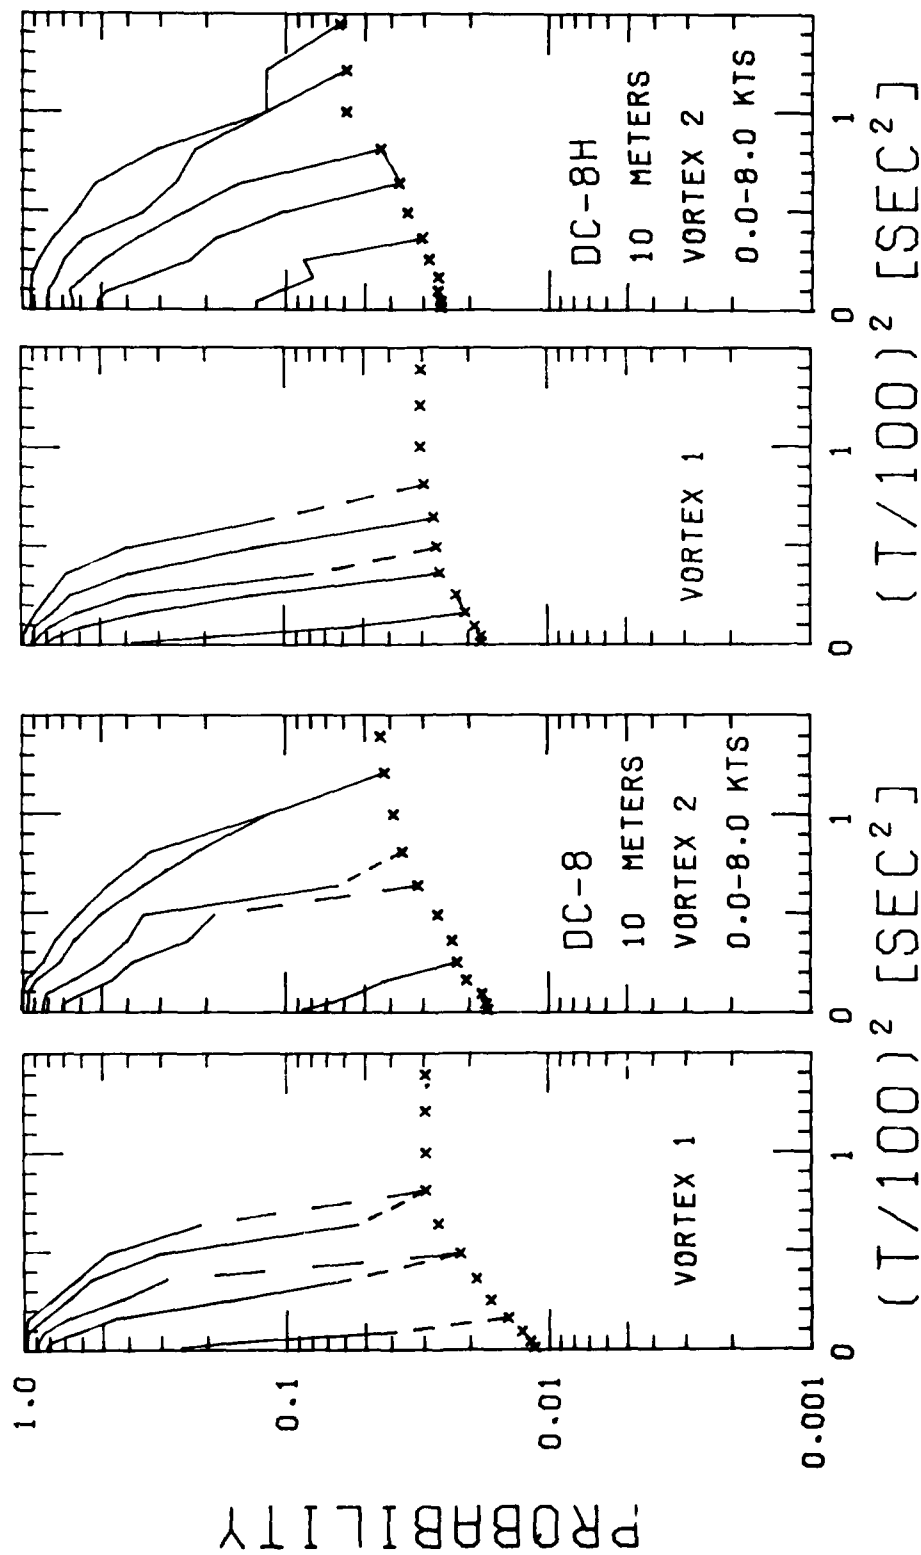 PROBABILITY
1.0
0.1
0.01
0.001
VORTEX 1
0
1
DC-8
10 METERS
VORTEX 2
0.0-8.0 KTS
0
1
(T/100)² [SEC²]
VORTEX 1
0
1
DC-8H
10 METERS
VORTEX 2
0.0-8.0 KTS
0
1
(T/100)² [SEC²]